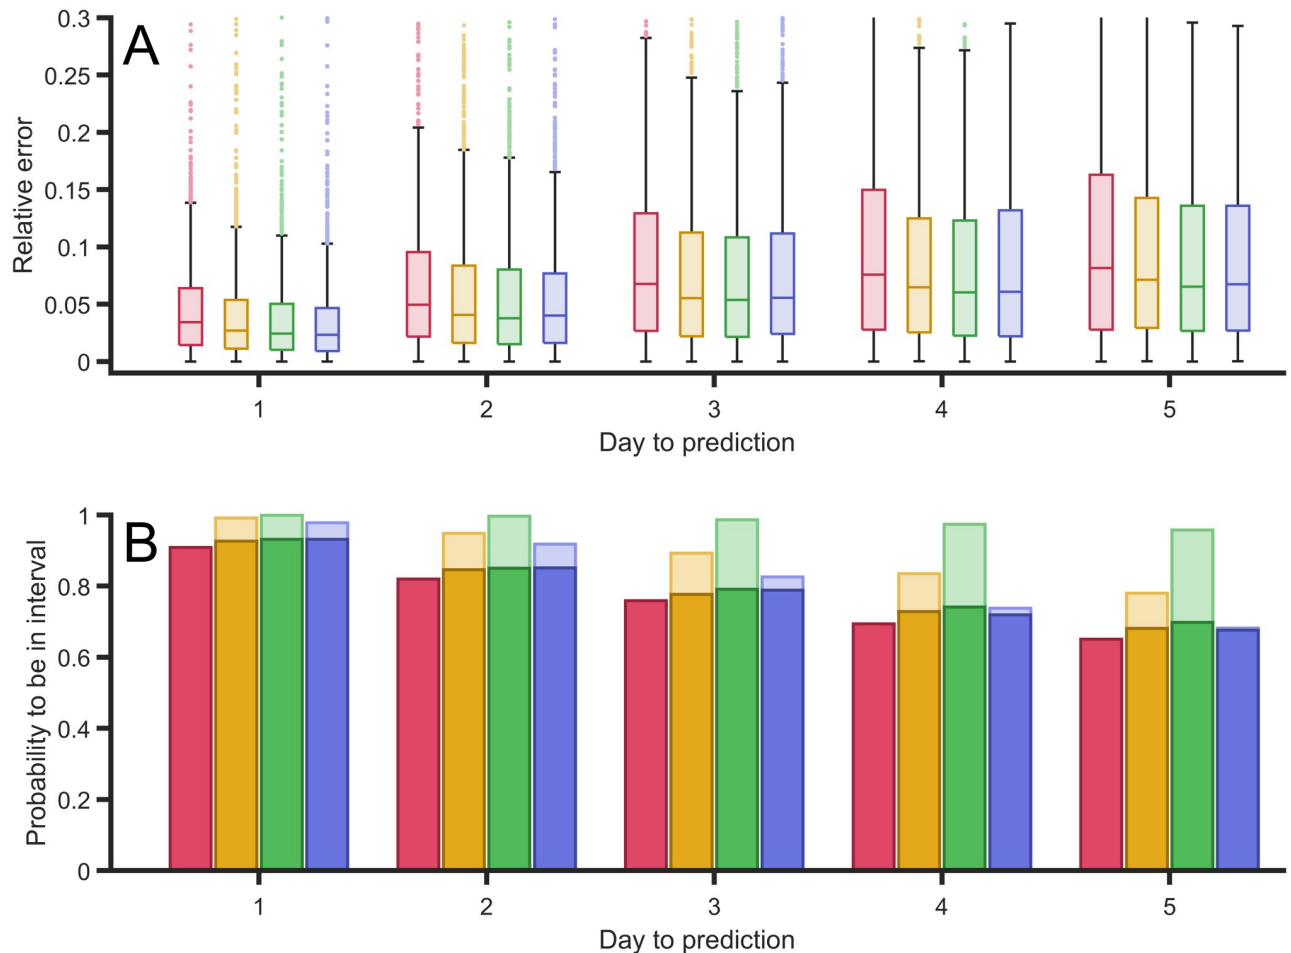 A
0.3
0.25
0.2
0.15
0.1
0.05
0
Relative error
1 2 3 4 5
Day to prediction
B
1
0.8
0.6
0.4
0.2
0
Probability to be in interval
1 2 3 4 5
Day to prediction